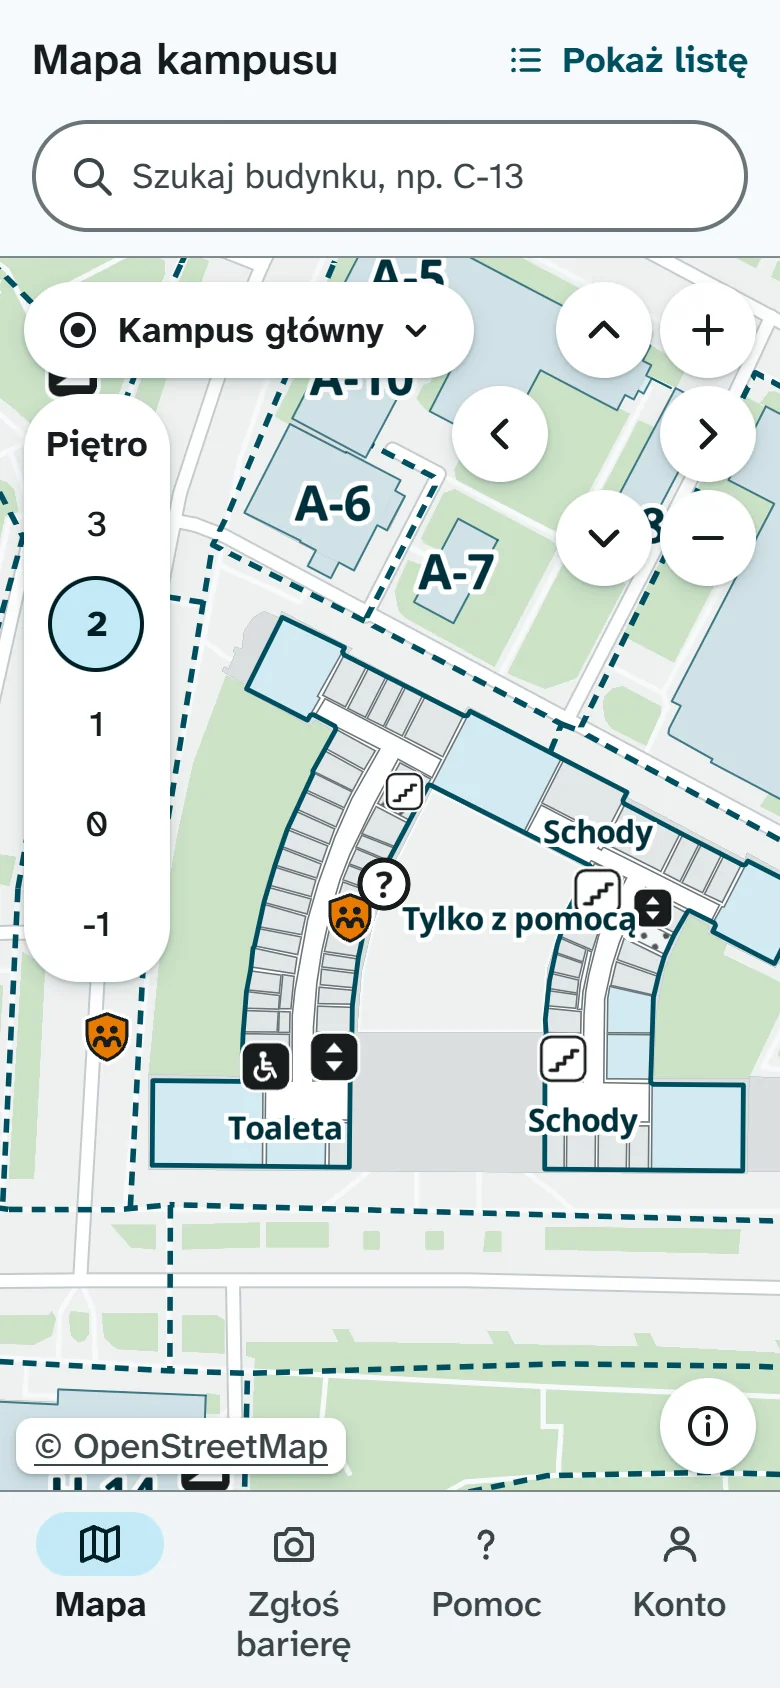 Mapa kampusu
Pokaż listę
Szukaj budynku, np. C-13
A-5
Kampus główny
A-10
Piętro
3
A-6
2
A-7
1
0
-1
Schody
?
Tylko z pomocą
Toaleta
Schody
© OpenStreetMap
Mapa
Zgłoś
barierę
? Pomoc
Konto